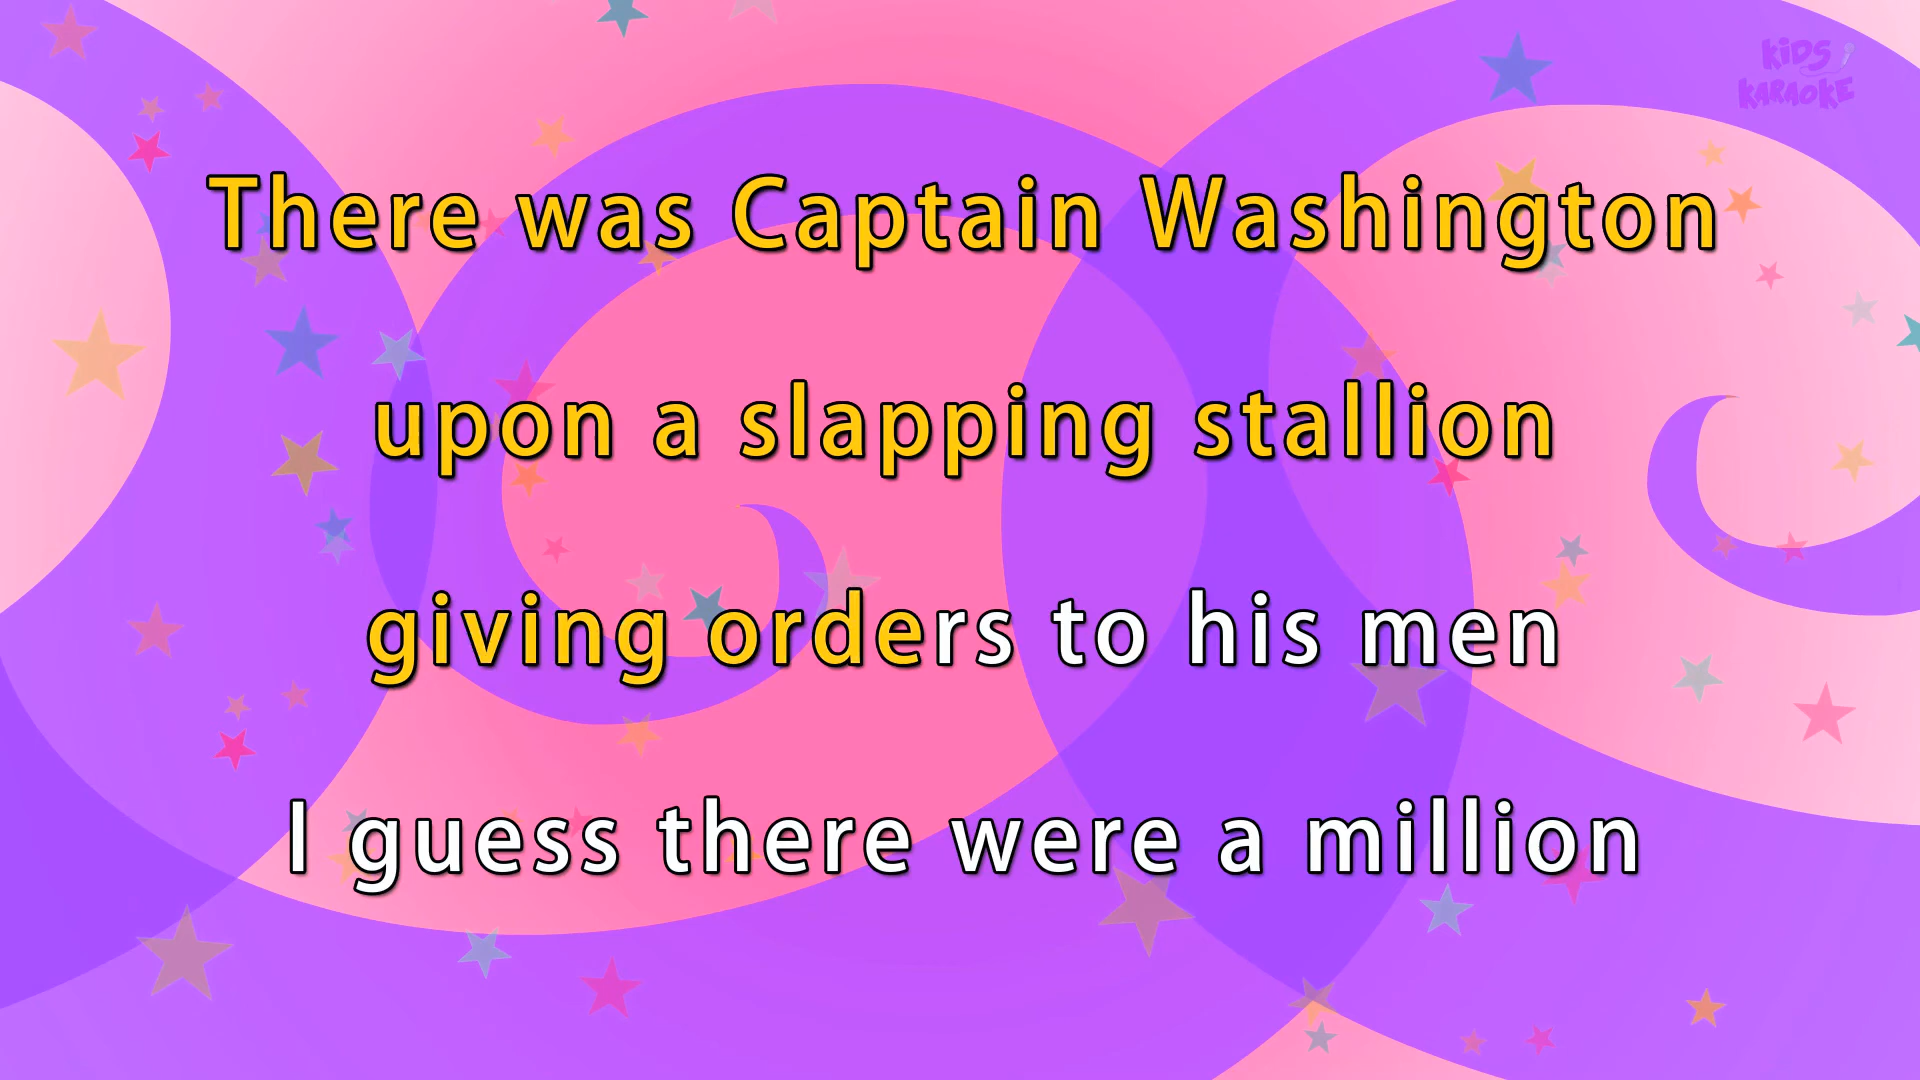 KiDS
KARAOKE
There was Captain Washington
upon a slapping stallion
giving orders to his men
I guess there were a million